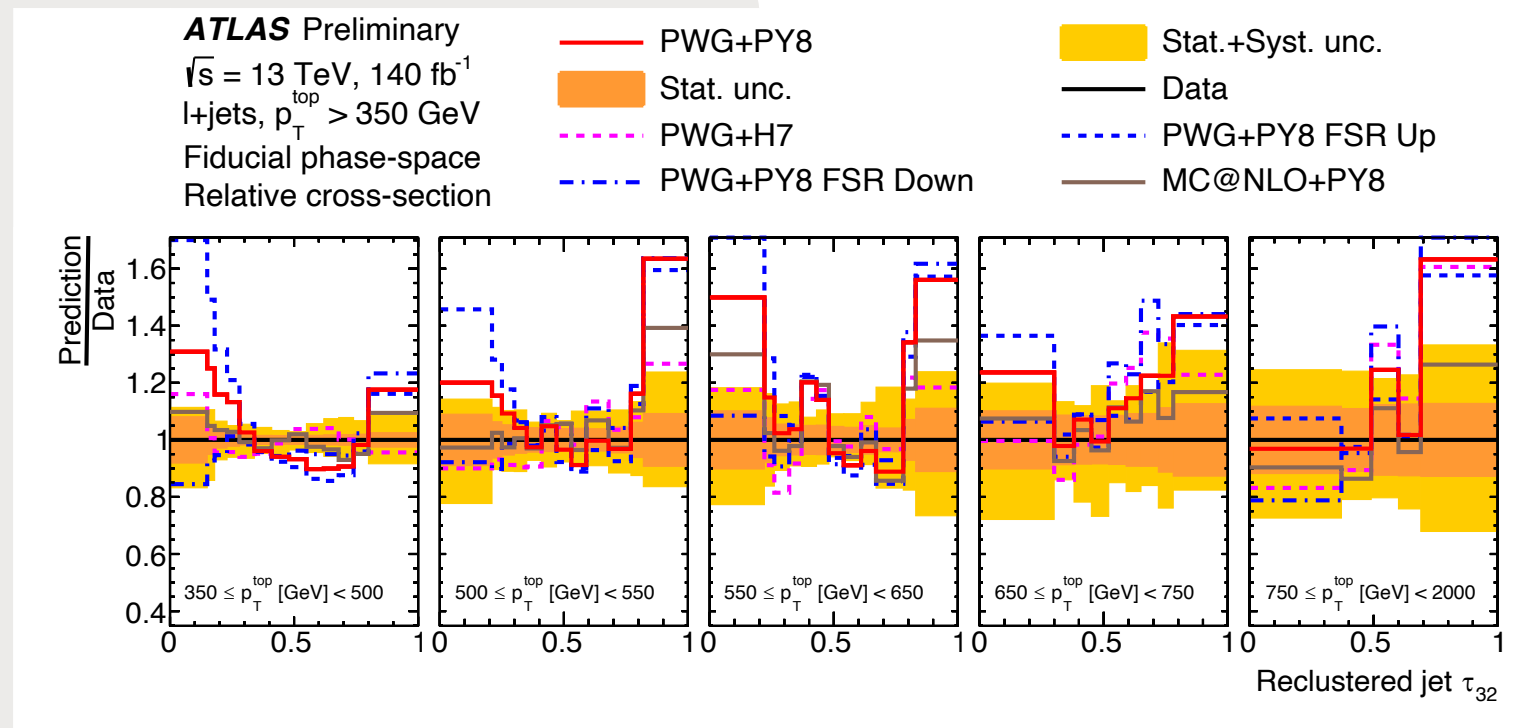 ATLAS Preliminary
√s = 13 TeV, 140 fb⁻¹
l+jets, p_T^top > 350 GeV
Fiducial phase-space
Relative cross-section
PWG+PY8
Stat. unc.
PWG+H7
PWG+PY8 FSR Down
Stat.+Syst. unc.
Data
PWG+PY8 FSR Up
MC@NLO+PY8
Prediction
Data
1.6
1.4
1.2
1
0.8
0.6
0.4
350 ≤ p_T^top [GeV] < 500
500 ≤ p_T^top [GeV] < 550
550 ≤ p_T^top [GeV] < 650
650 ≤ p_T^top [GeV] < 750
750 ≤ p_T^top [GeV] < 2000
0 0.5 1 0 0.5 1 0 0.5 1 0 0.5 1 0 0.5 1
Reclustered jet τ₃₂